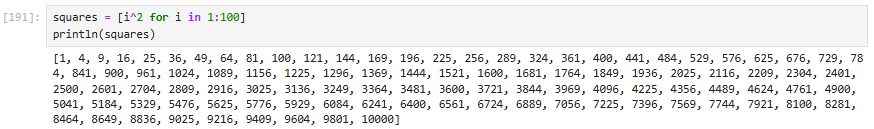 [191]: squares = [i^2 for i in 1:100]
println(squares)
[1, 4, 9, 16, 25, 36, 49, 64, 81, 100, 121, 144, 169, 196, 225, 256, 289, 324, 361, 400, 441, 484, 529, 576, 625, 676, 729, 78
4, 841, 900, 961, 1024, 1089, 1156, 1225, 1296, 1369, 1444, 1521, 1600, 1681, 1764, 1849, 1936, 2025, 2116, 2209, 2304, 2401,
2500, 2601, 2704, 2809, 2916, 3025, 3136, 3249, 3364, 3481, 3600, 3721, 3844, 3969, 4096, 4225, 4356, 4489, 4624, 4761, 4900,
5041, 5184, 5329, 5476, 5625, 5776, 5929, 6084, 6241, 6400, 6561, 6724, 6889, 7056, 7225, 7396, 7569, 7744, 7921, 8100, 8281,
8464, 8649, 8836, 9025, 9216, 9409, 9604, 9801, 10000]